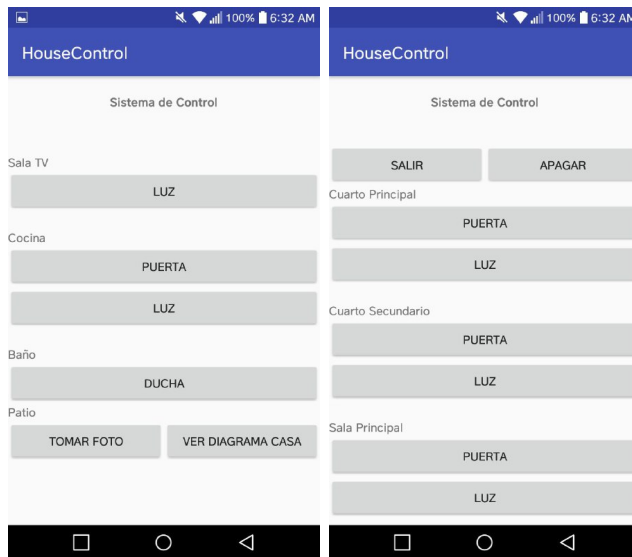 100% 6:32 AM
HouseControl
Sistema de Control
Sala TV
LUZ
Cocina
PUERTA
LUZ
Baño
DUCHA
Patio
TOMAR FOTO VER DIAGRAMA CASA
100% 6:32 AM
HouseControl
Sistema de Control
SALIR APAGAR
Cuarto Principal
PUERTA
LUZ
Cuarto Secundario
PUERTA
LUZ
Sala Principal
PUERTA
LUZ